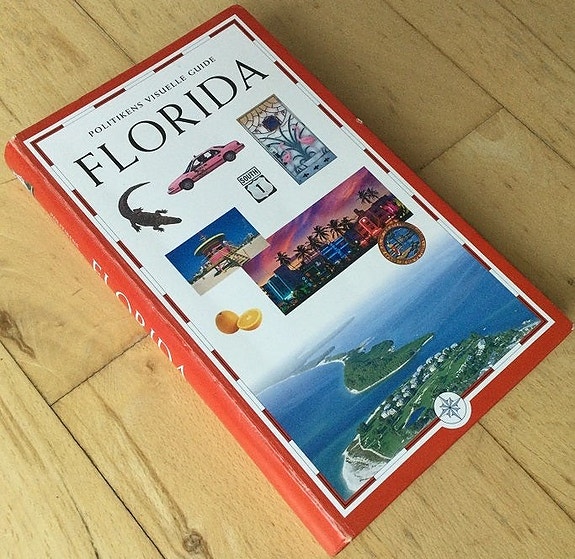 POLITIKENS VISUELLE GUIDE
FLORIDA
SOUTH
1
FLORIDA